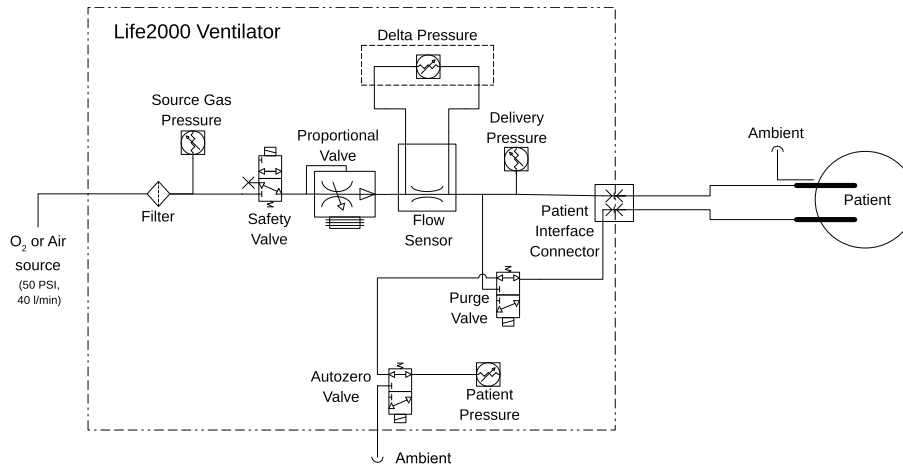 Life2000 Ventilator
Delta Pressure
Source Gas
Pressure
Proportional
Valve
Delivery
Pressure
Ambient
Filter
Safety
Valve
Flow
Sensor
Patient
Interface
Connector
Patient
O2 or Air
source
(50 PSI,
40 l/min)
Purge
Valve
Autozero
Valve
Patient
Pressure
Ambient